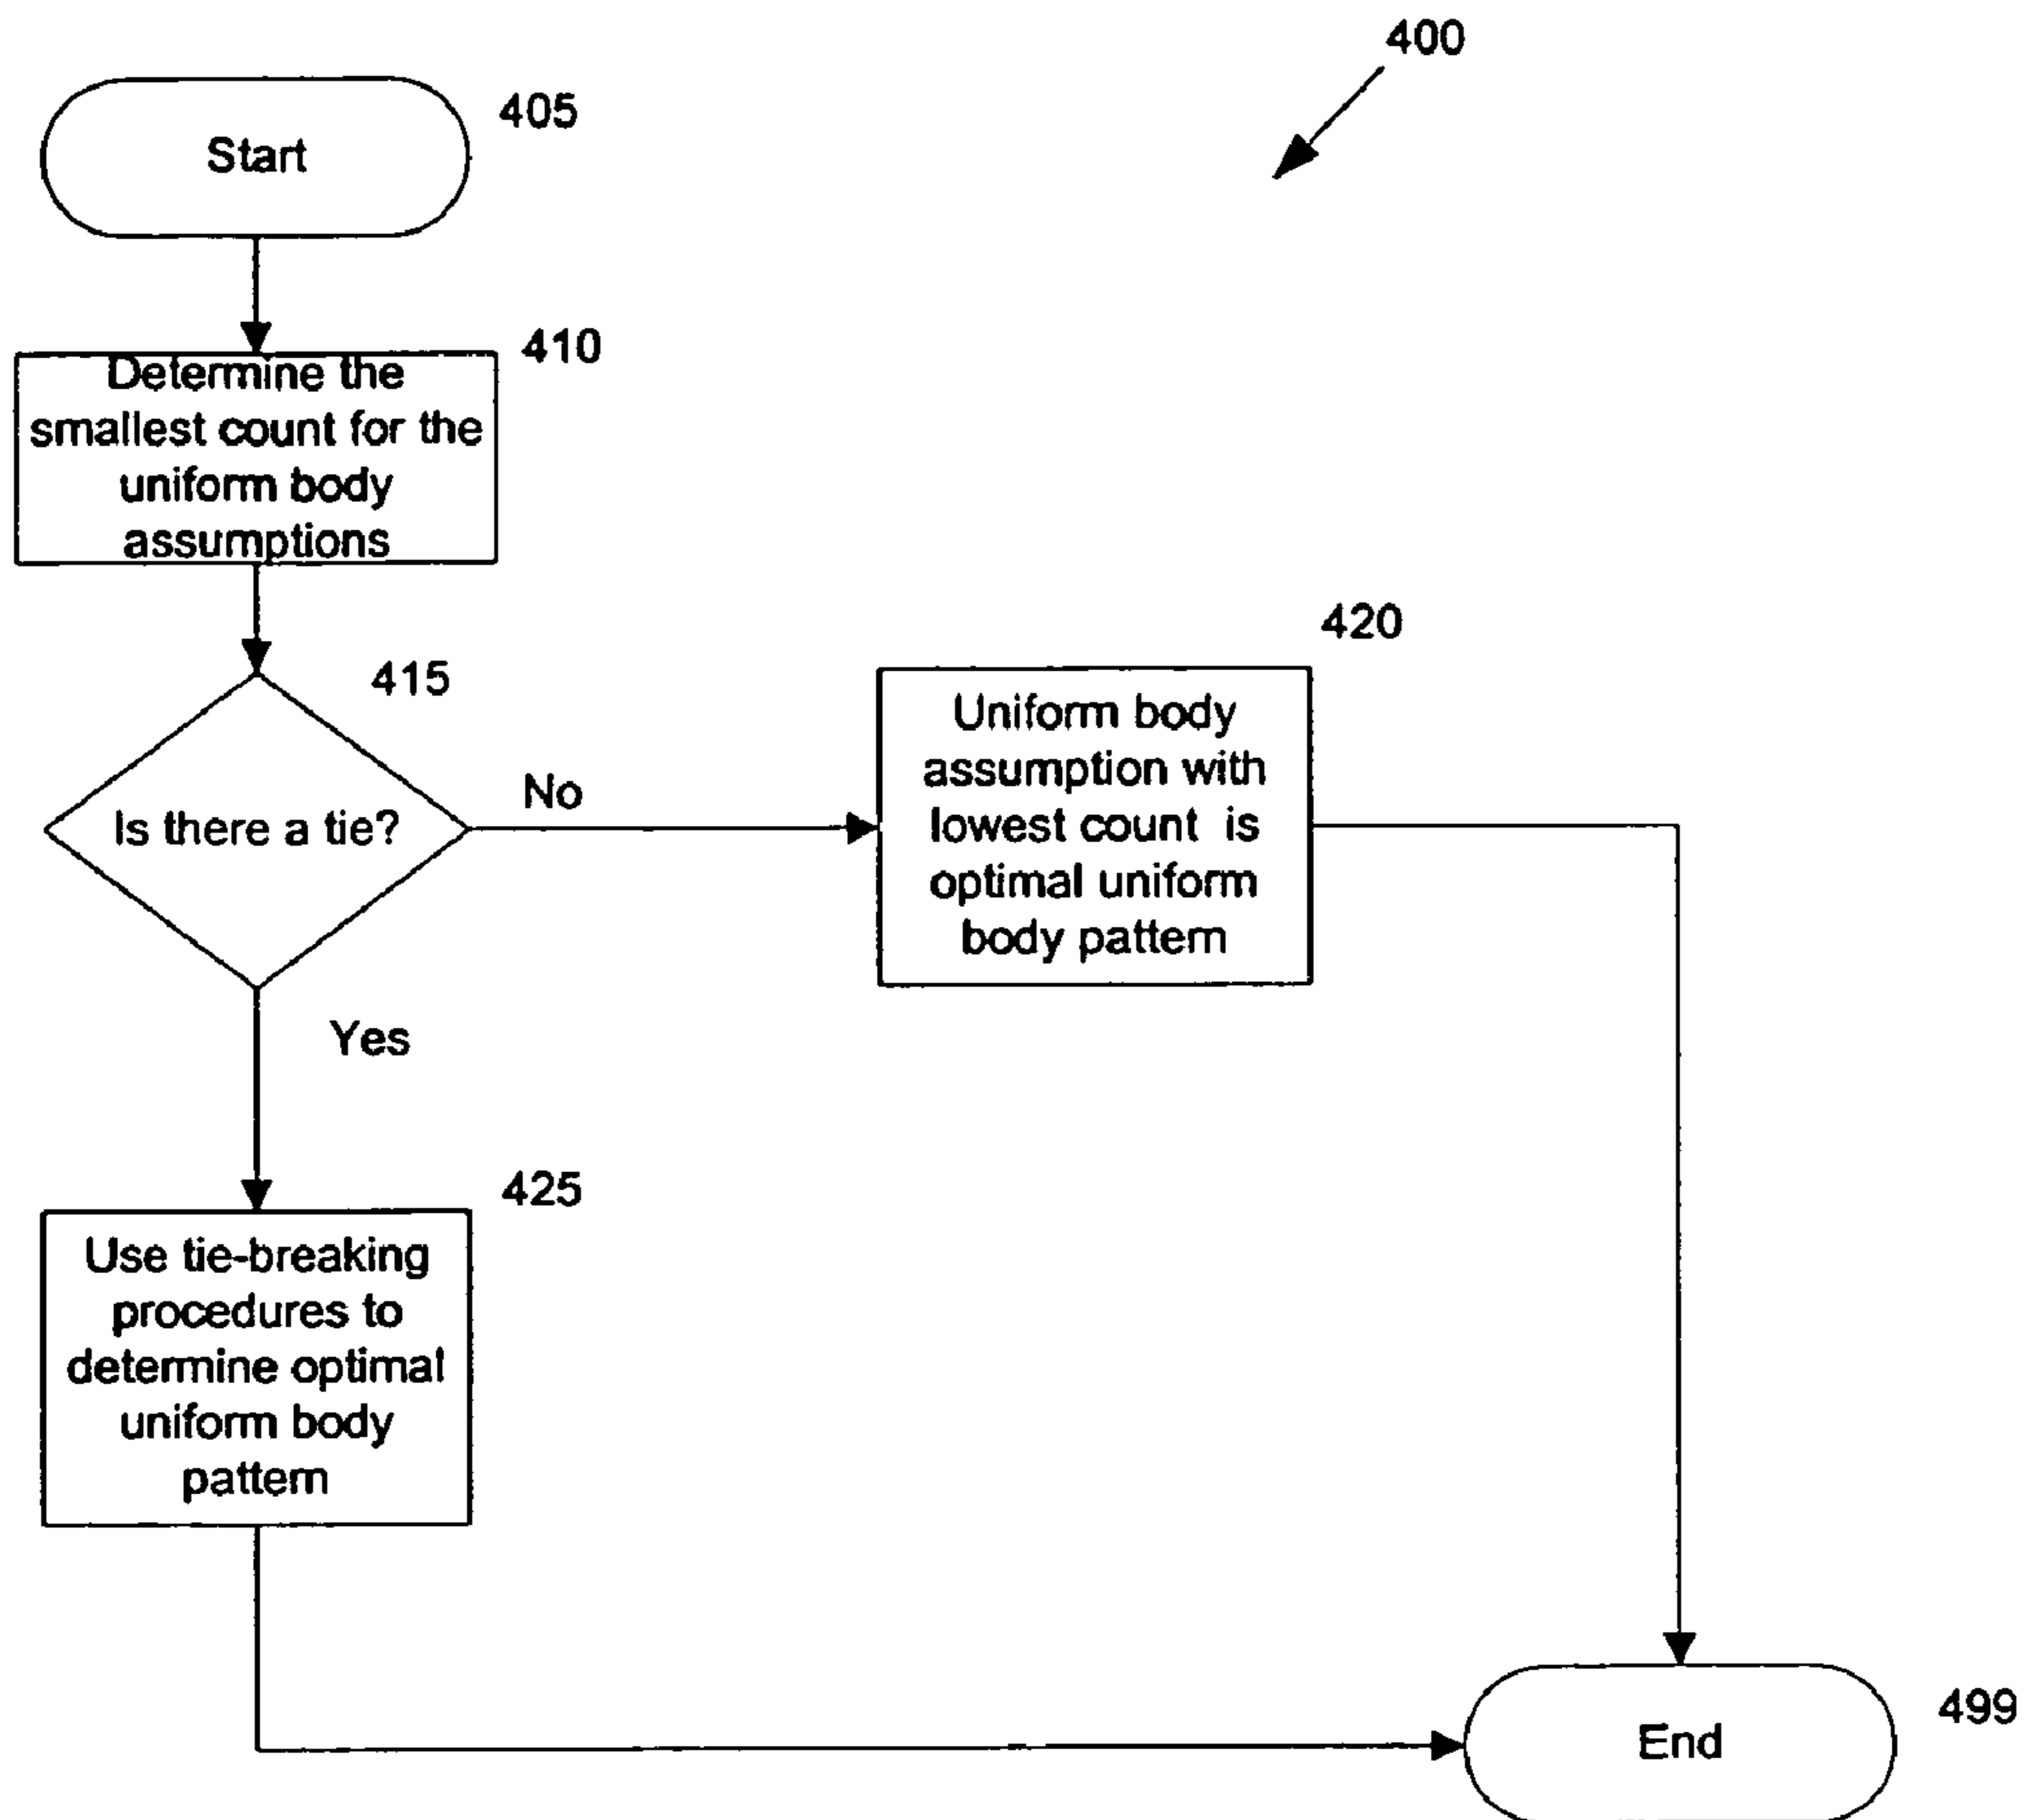 400
405
Start
410
Determine the
smallest count for the
uniform body
assumptions
415
Is there a tie?
No
420
Uniform body
assumption with
lowest count is
optimal uniform
body pattern
Yes
425
Use tie-breaking
procedures to
determine optimal
uniform body
pattern
499
End